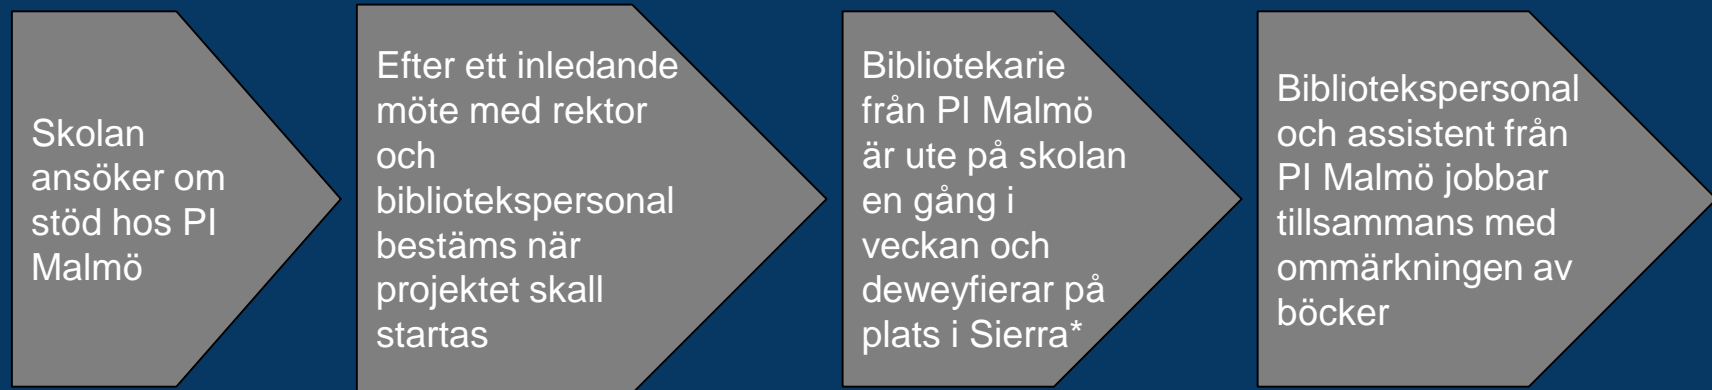 Skolan
ansöker om
stöd hos PI
Malmö
Efter ett inledande
möte med rektor
och
bibliotekspersonal
bestäms när
projektet skall
startas
Bibliotekarie
från PI Malmö
är ute på skolan
en gång i
veckan och
deweyfierar på
plats i Sierra*
Bibliotekspersonal
och assistent från
PI Malmö jobbar
tillsammans med
ommärkningen av
böcker